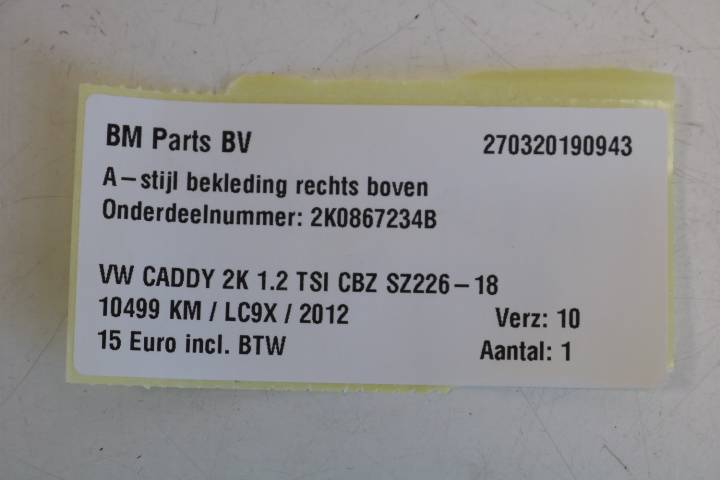 BM Parts BV 270320190943
A-stijl bekleding rechts boven
Onderdeelnummer: 2K0867234B
VW CADDY 2K 1.2 TSI CBZ SZ226-18
10499 KM / LC9X / 2012 Verz: 10
15 Euro incl. BTW Aantal: 1